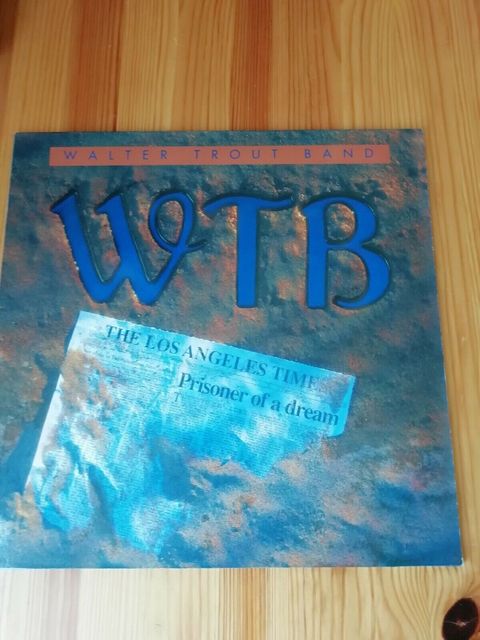 WALTER TROUT BAND
WTB
THE LOS ANGELES TIMES
Prisoner of a dream